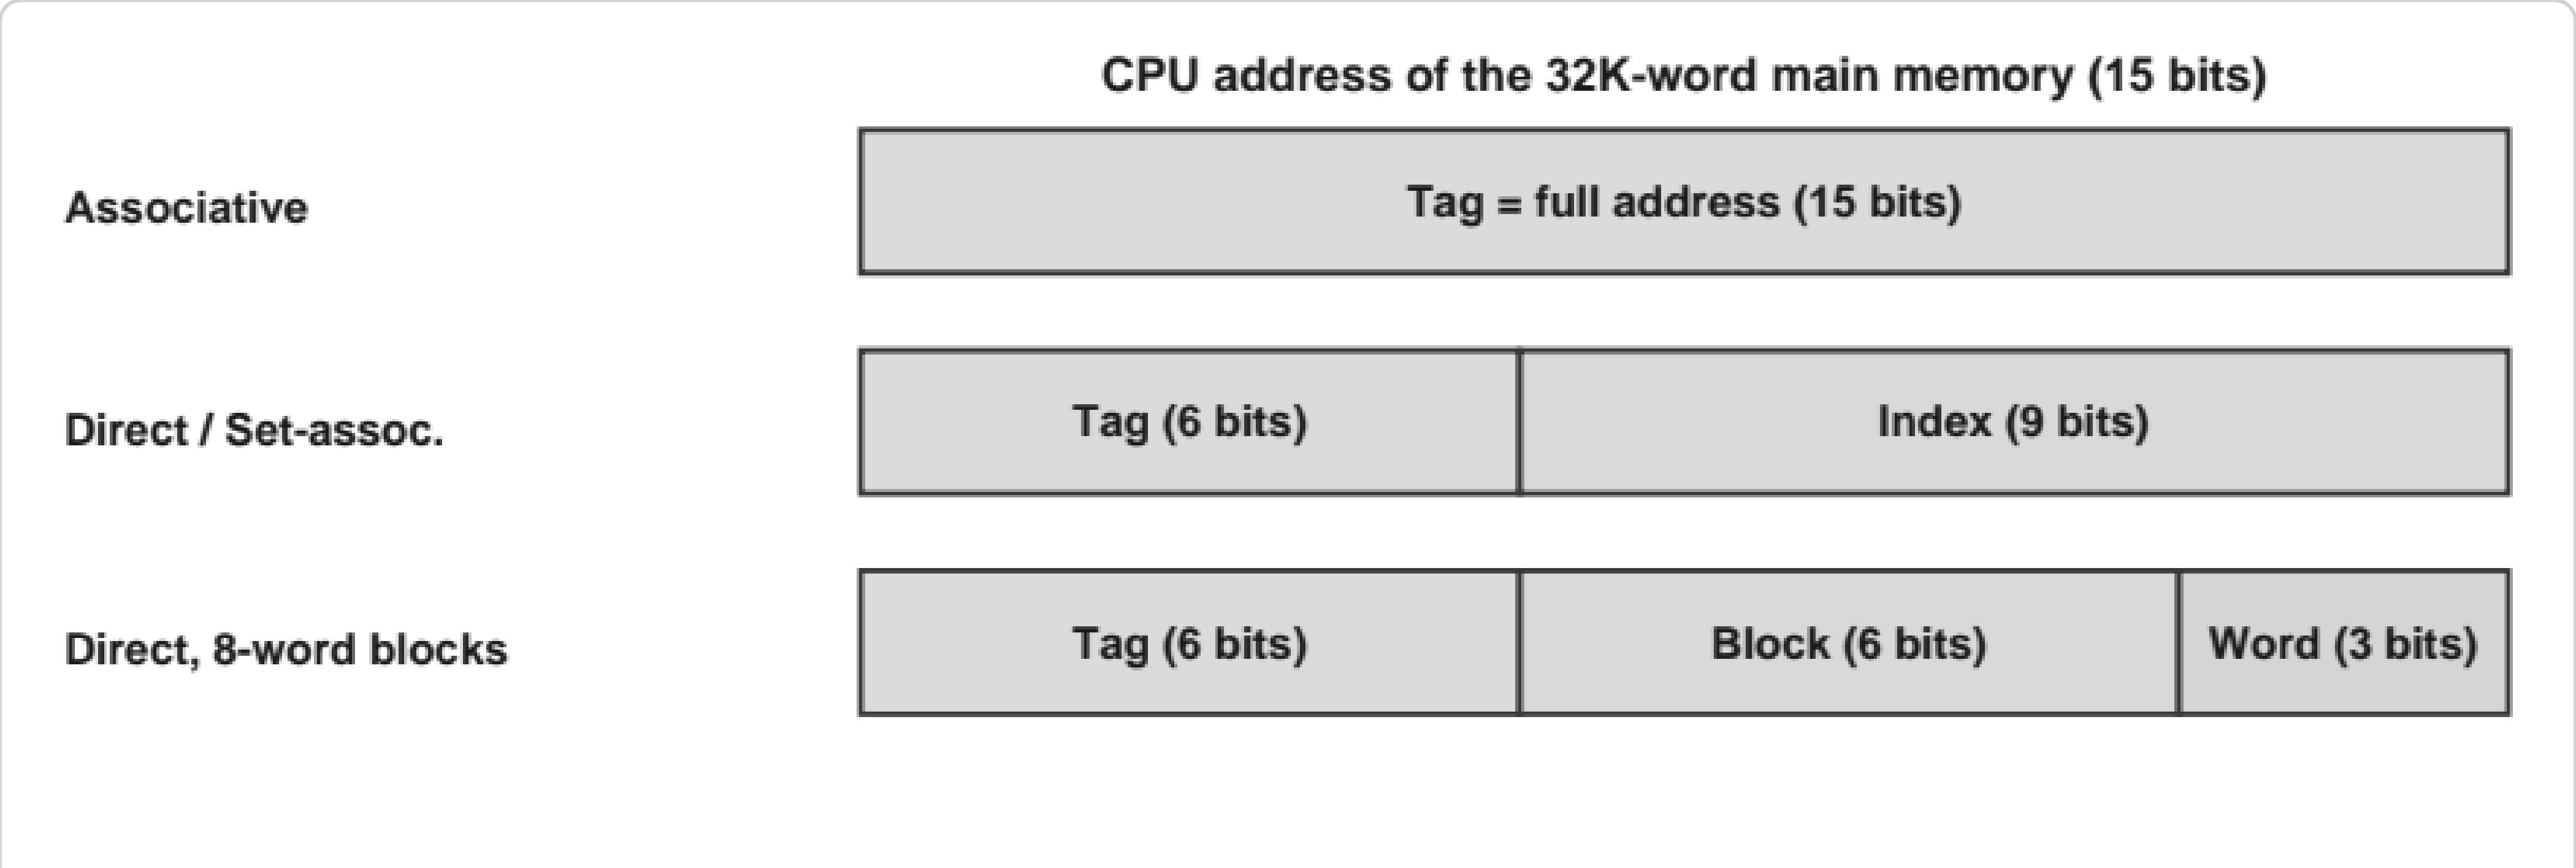 CPU address of the 32K-word main memory (15 bits)
Associative
Tag = full address (15 bits)
Direct / Set-assoc.
Tag (6 bits)
Index (9 bits)
Direct, 8-word blocks
Tag (6 bits)
Block (6 bits)
Word (3 bits)